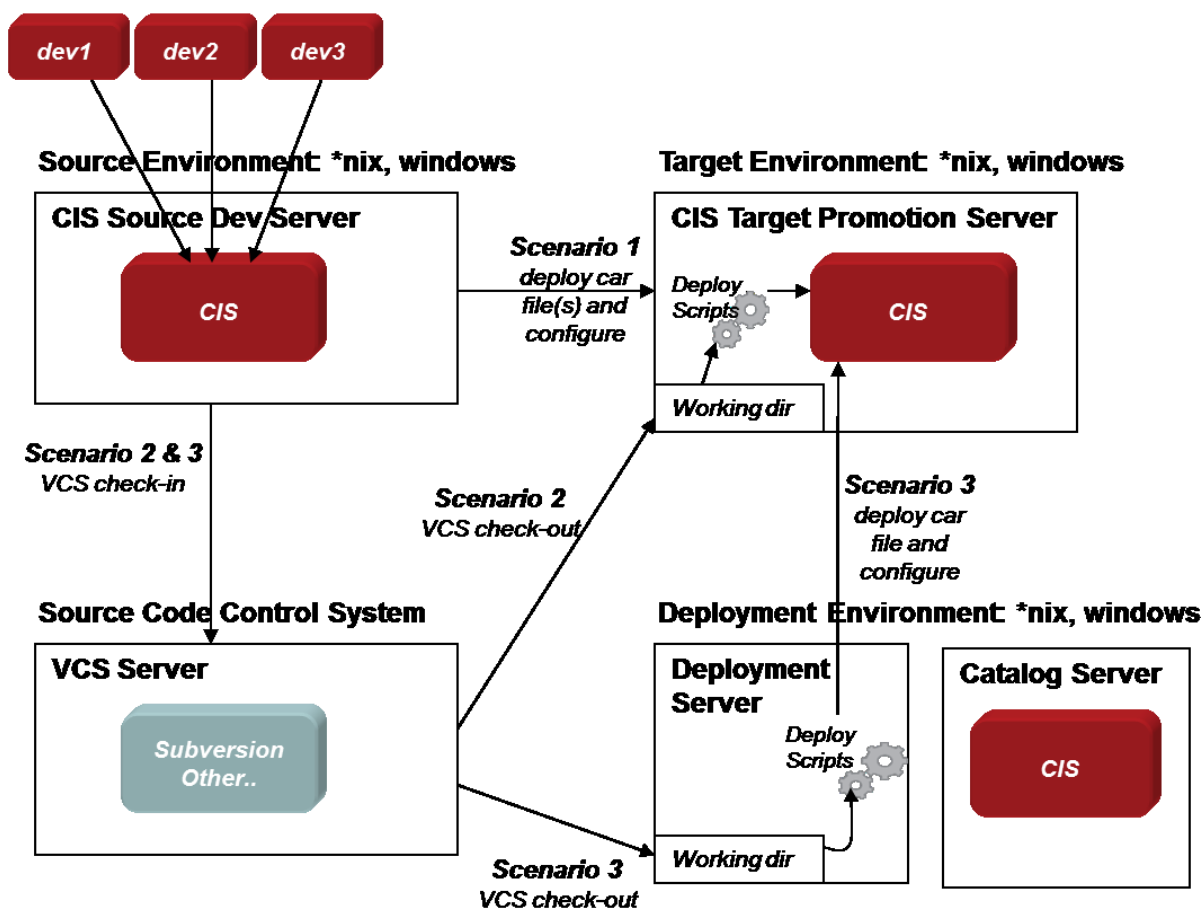 dev1
dev2
dev3
Source Environment: *nix, windows
CIS Source Dev Server
CIS
Scenario 1
deploy car
file(s) and
configure
Target Environment: *nix, windows
CIS Target Promotion Server
Deploy
Scripts
CIS
Working dir
Scenario 2 & 3
VCS check-in
Scenario 2
VCS check-out
Scenario 3
deploy car
file and
configure
Source Code Control System
VCS Server
Subversion
Other..
Scenario 3
VCS check-out
Deployment Environment: *nix, windows
Deployment
Server
Deploy
Scripts
Working dir
Catalog Server
CIS